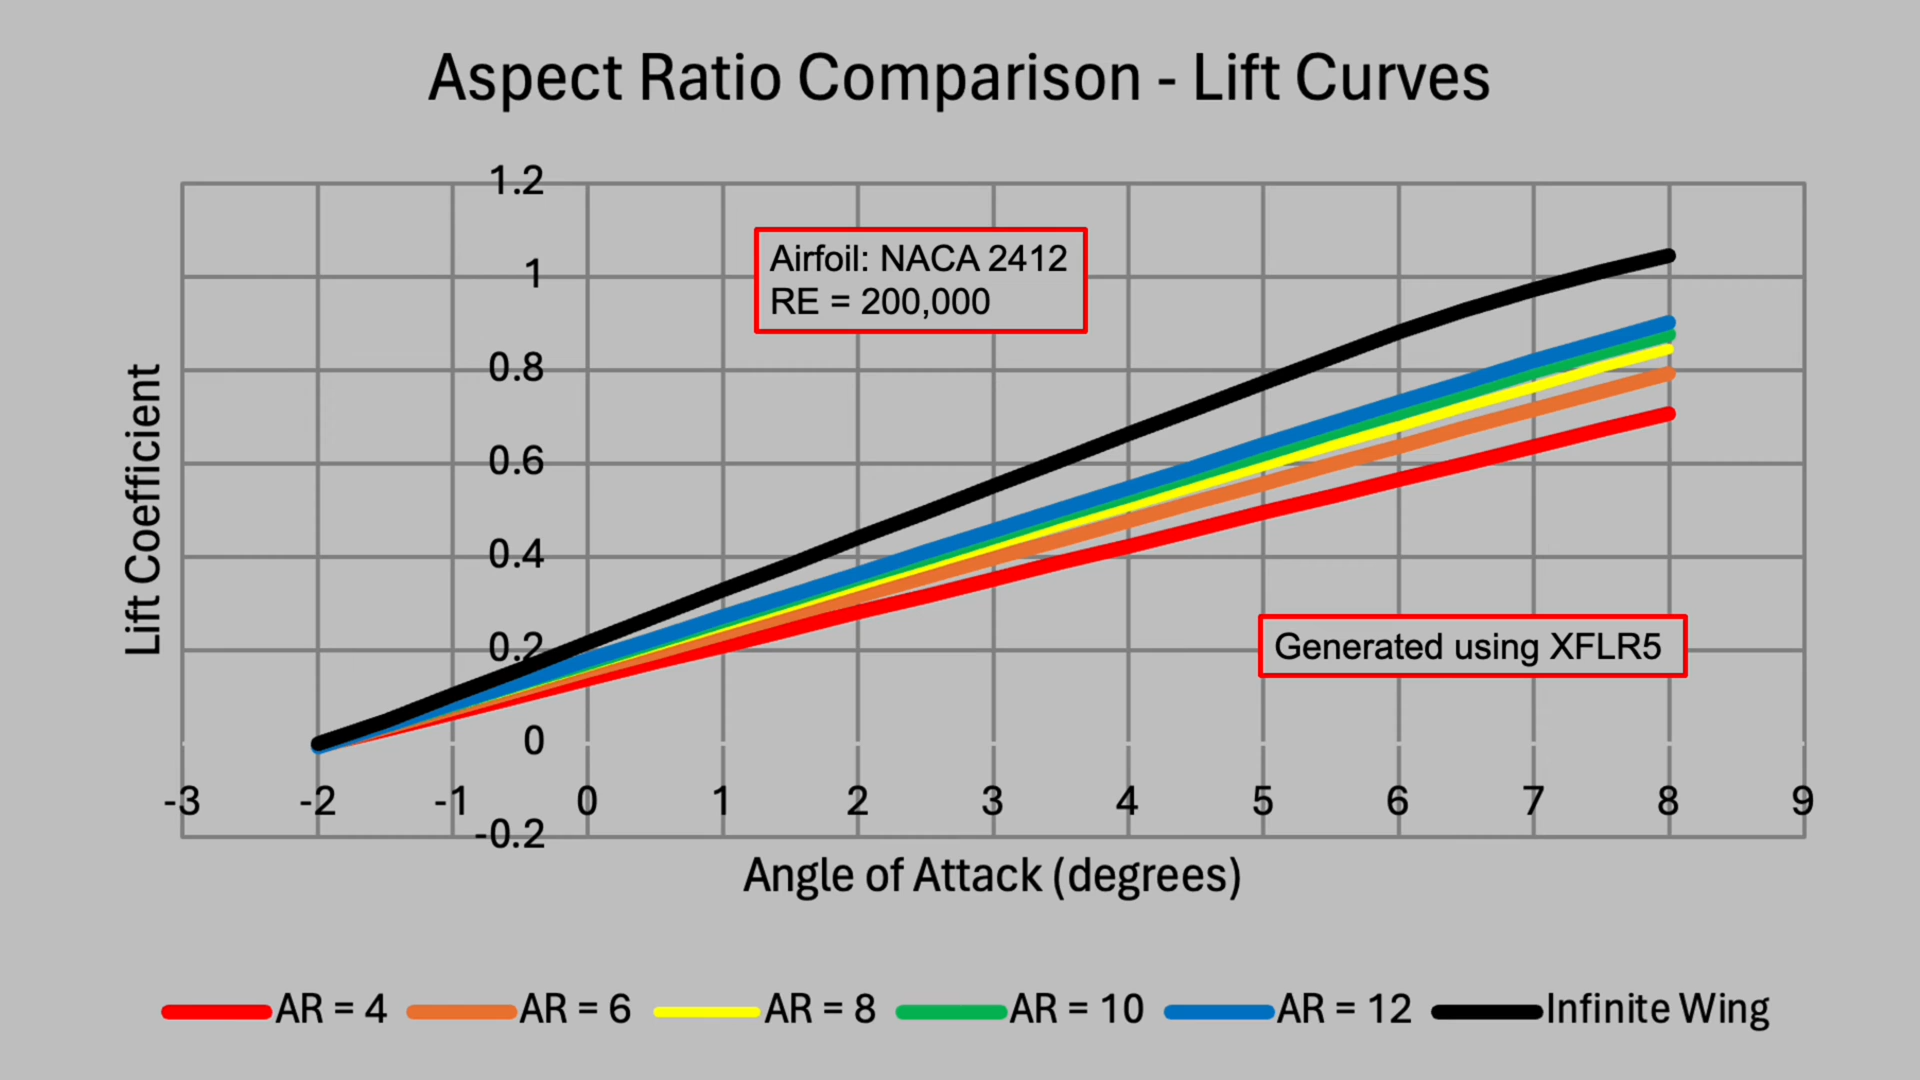 Aspect Ratio Comparison - Lift Curves
1.2
1
0.8
0.6
0.4
0.2
0
-0.2
Lift Coefficient
Airfoil: NACA 2412
RE = 200,000
Generated using XFLR5
-3 -2 -1 0 1 2 3 4 5 6 7 8 9
Angle of Attack (degrees)
AR = 4 AR = 6 AR = 8 AR = 10 AR = 12 Infinite Wing